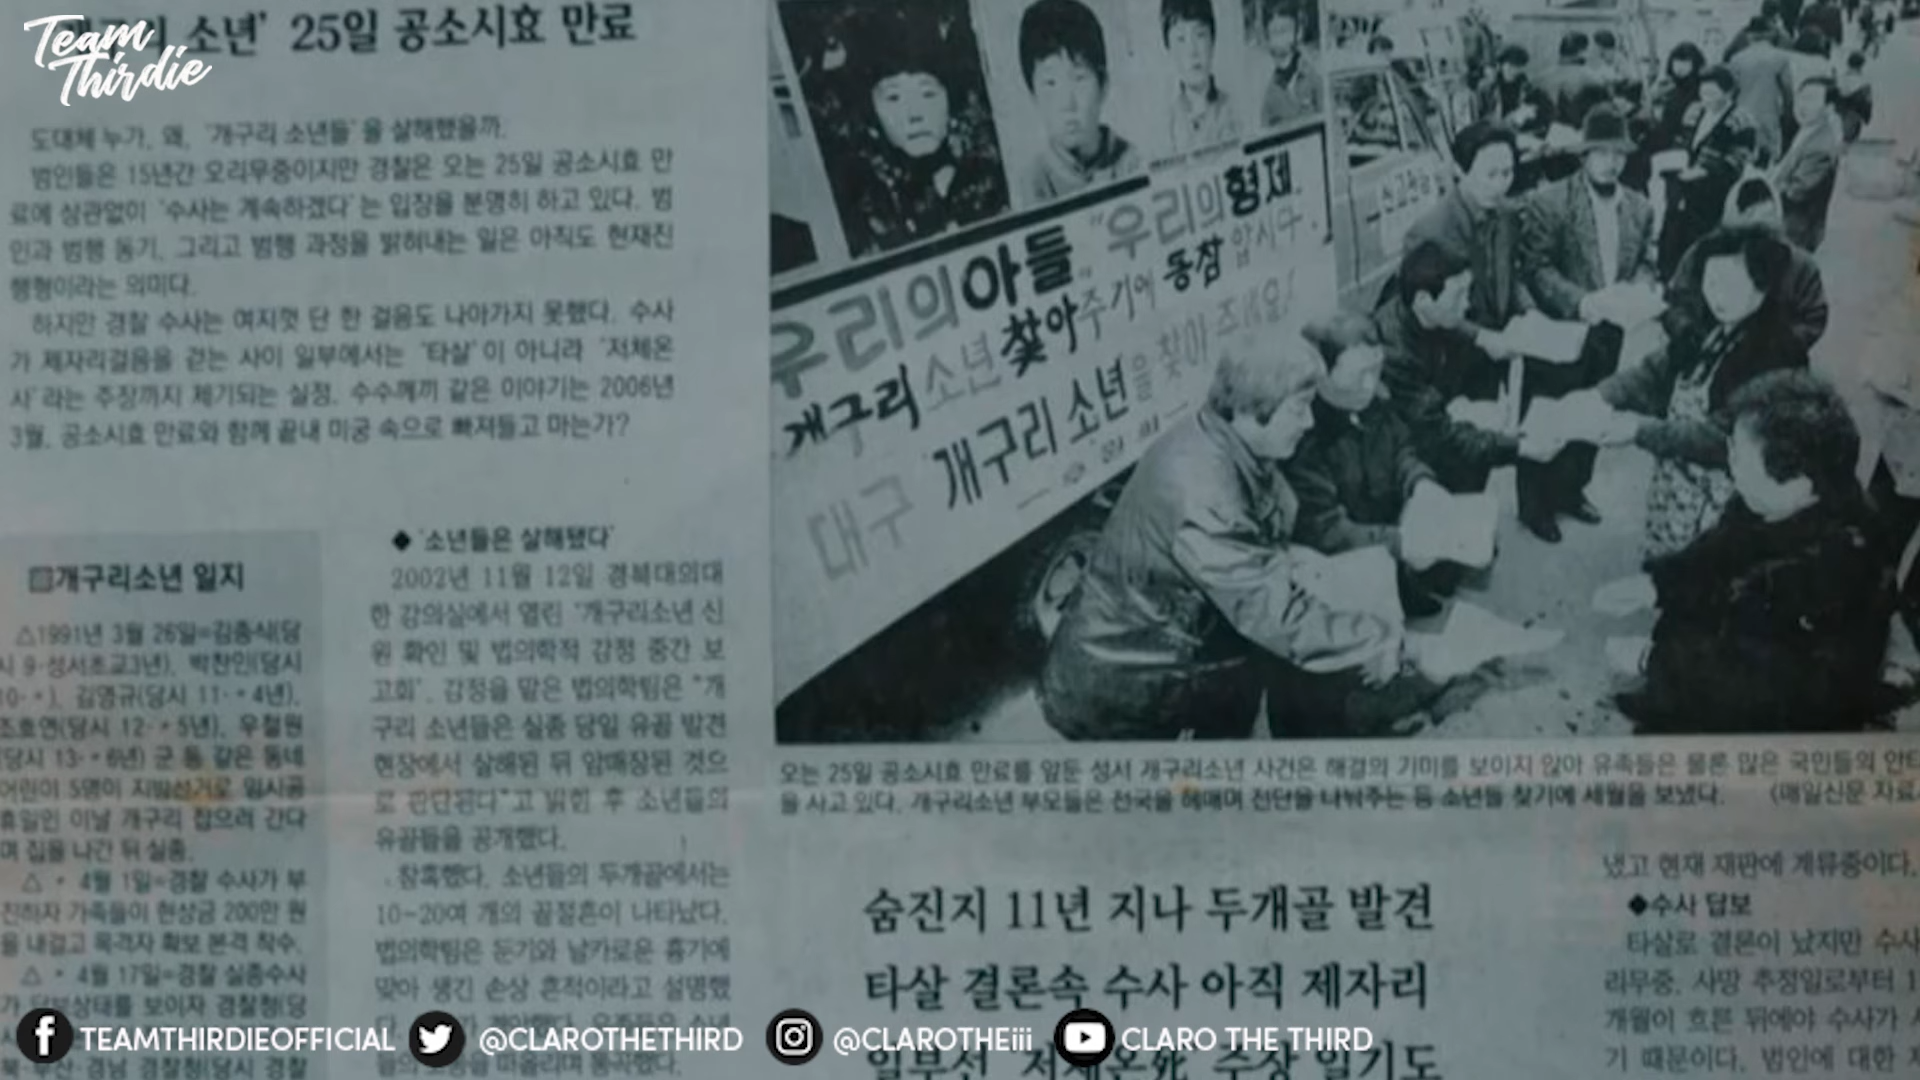 Team
Thirdie
소년' 25일 공소시효 만료
도대체 누가, 왜, '개구리 소년들'을 살해했을까.
범인들은 15년간 오리무중이지만 경찰은 오는 25일 공소시효 만
료에 상관없이 '수사는 계속하겠다'는 입장을 분명히 하고 있다. 범
인과 범행 동기, 그리고 범행 과정을 밝혀내는 일은 아직도 현재진
행형이라는 의미다.
하지만 경찰 수사는 여지껏 단 한 걸음도 나아가지 못했다. 수사
가 제자리걸음을 걷는 사이 일부에서는 '타살'이 아니라 '저체온
사'라는 주장까지 제기되는 실정. 수수께끼 같은 이야기는 2006년
3월, 공소시효 만료와 함께 끝내 미궁 속으로 빠져들고 마는가?
▨개구리소년 일지
△1991년 3월 26일=김종식(당
시 9·성서초교3년), 박찬인(당시
10·〃), 김영규(당시 11·〃4년),
조호연(당시 12·〃5년), 우철원
(당시 13·〃6년) 군 등 같은 동네
어린이 5명이 지방선거로 임시공
휴일인 이날 개구리 잡으러 간다
며 집을 나간 뒤 실종.
△〃 4월 1일=경찰 수사가 부
진하자 가족들이 현상금 200만 원
을 내걸고 목격자 확보 본격 착수.
△〃 4월 17일=경찰 실종수사
가 답보상태를 보이자 경찰청(당
경남 경찰청(당시 경찰
◆'소년들은 살해됐다'
2002년 11월 12일 경북대의대
한 강의실에서 열린 '개구리소년 신
원 확인 및 법의학적 감정 중간 보
고회'. 감정을 맡은 법의학팀은 "개
구리 소년들은 실종 당일 유골 발견
현장에서 살해된 뒤 암매장된 것으
로 판단된다"고 밝힌 후 소년들의
유골들을 공개했다.
참혹했다. 소년들의 두개골에서는
10~20여 개의 골절흔이 나타났다.
법의학팀은 둔기와 날카로운 흉기에
맞아 생긴 손상 흔적이라고 설명했
우리의아들 "우리의형제
개구리 소년 찾아주기에 동참 합시다.
대구 개구리 소년을 찾아 주세요!
오는 25일 공소시효 만료를 앞둔 성서 개구리소년 사건은 해결의 기미를 보이지 않아 유족들은 물론 많은 국민들의 안타
을 사고 있다. 개구리소년 부모들은 전국을 헤매며 전단을 나눠주는 등 소년들 찾기에 세월을 보냈다. (매일신문 자료
숨진지 11년 지나 두개골 발견
타살 결론속 수사 아직 제자리
일부선 '저체온死' 주장 일기도
냈고 현재 재판에 계류중이다.
◆수사 답보
타살로 결론이 났지만 수사
리무중. 사망 추정일로부터 1
개월이 흐른 뒤에야 수사가
기 때문이다. 범인에 대한
TEAMTHIRDIEOFFICIAL @CLAROTHETHIRD @CLAROTHEiii CLARO THE THIRD